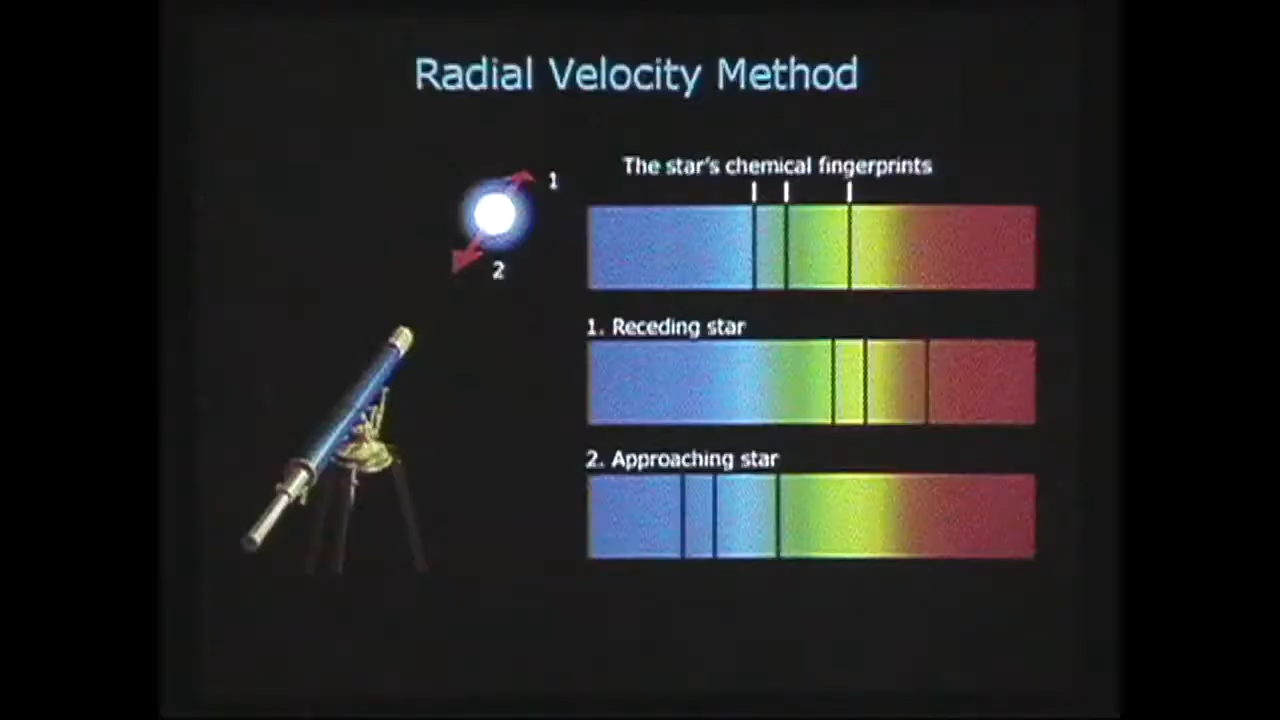 Radial Velocity Method
The star's chemical fingerprints
1
2
1. Receding star
2. Approaching star